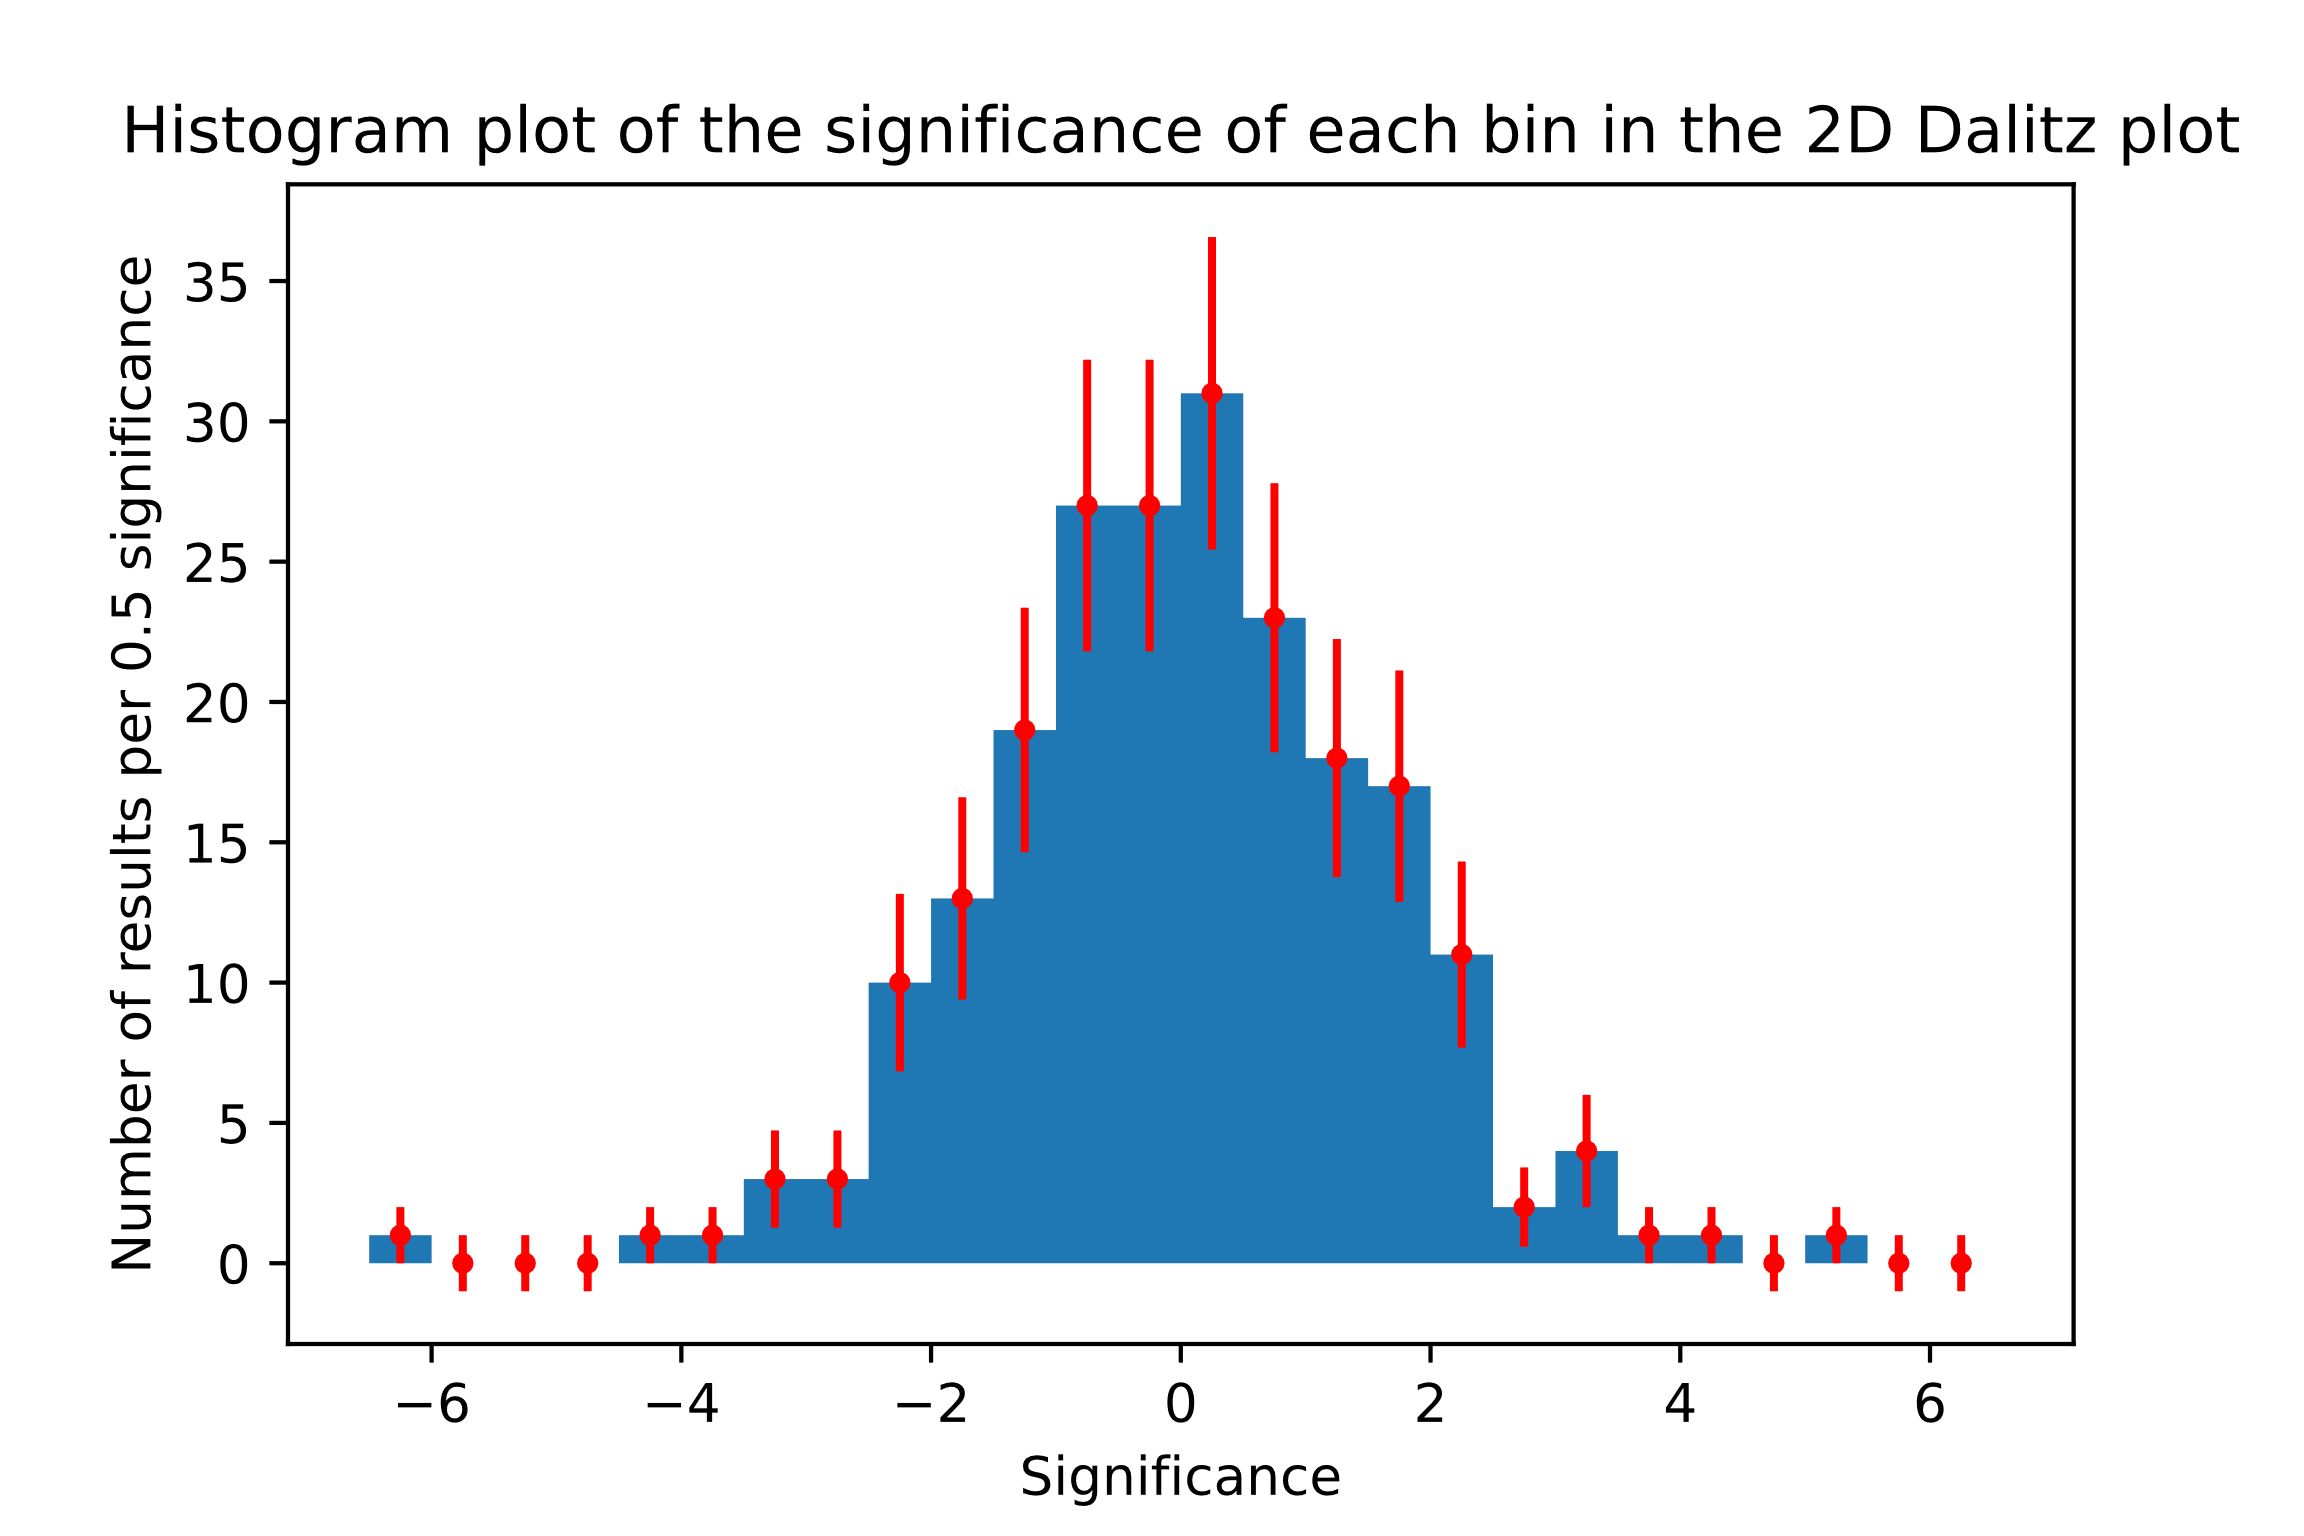 Histogram plot of the significance of each bin in the 2D Dalitz plot
Number of results per 0.5 significance
35
30
25
20
15
10
5
0
−6 −4 −2 0 2 4 6
Significance